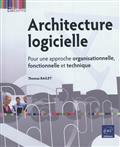 Architecture
logicielle
Pour une approche organisationnelle,
fonctionnelle et technique
Thomas BAILET